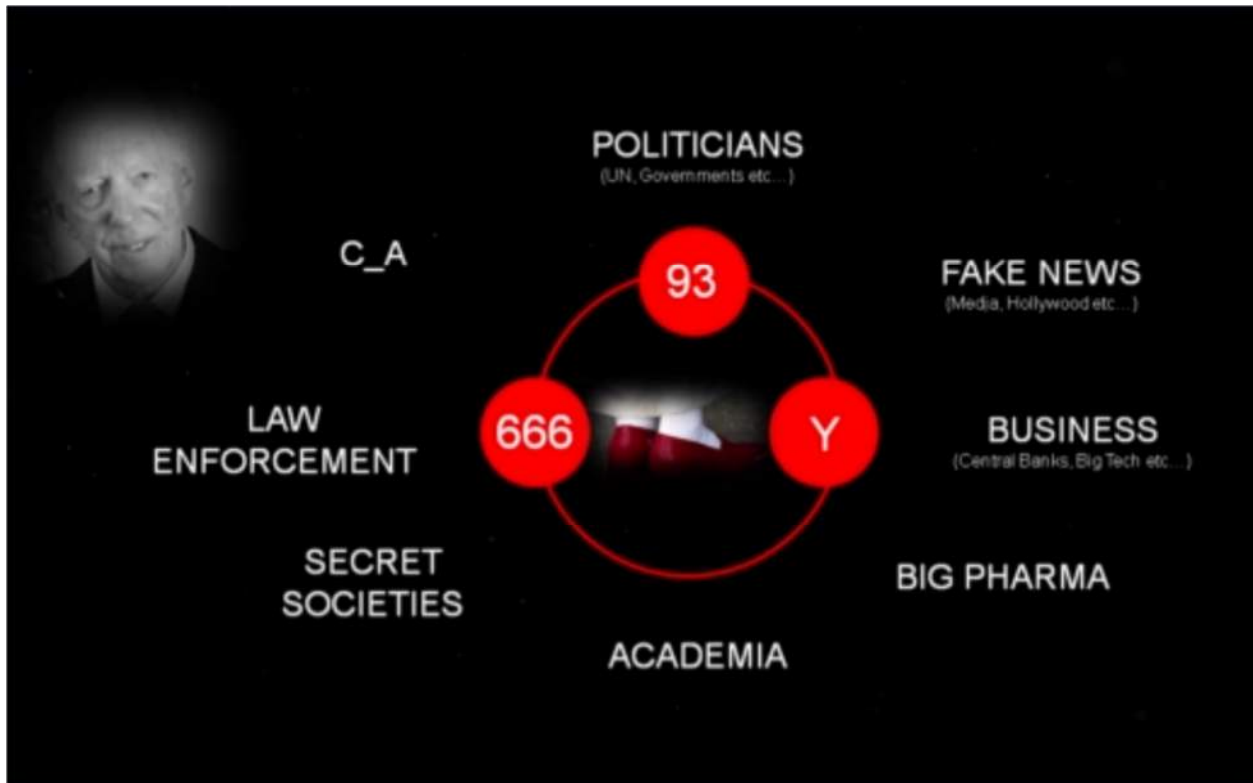 POLITICIANS
(UN, Governments etc...)
C_A
FAKE NEWS
(Media, Hollywood etc...)
93
666
Y
LAW
ENFORCEMENT
BUSINESS
(Central Banks, Big Tech etc...)
SECRET
SOCIETIES
BIG PHARMA
ACADEMIA